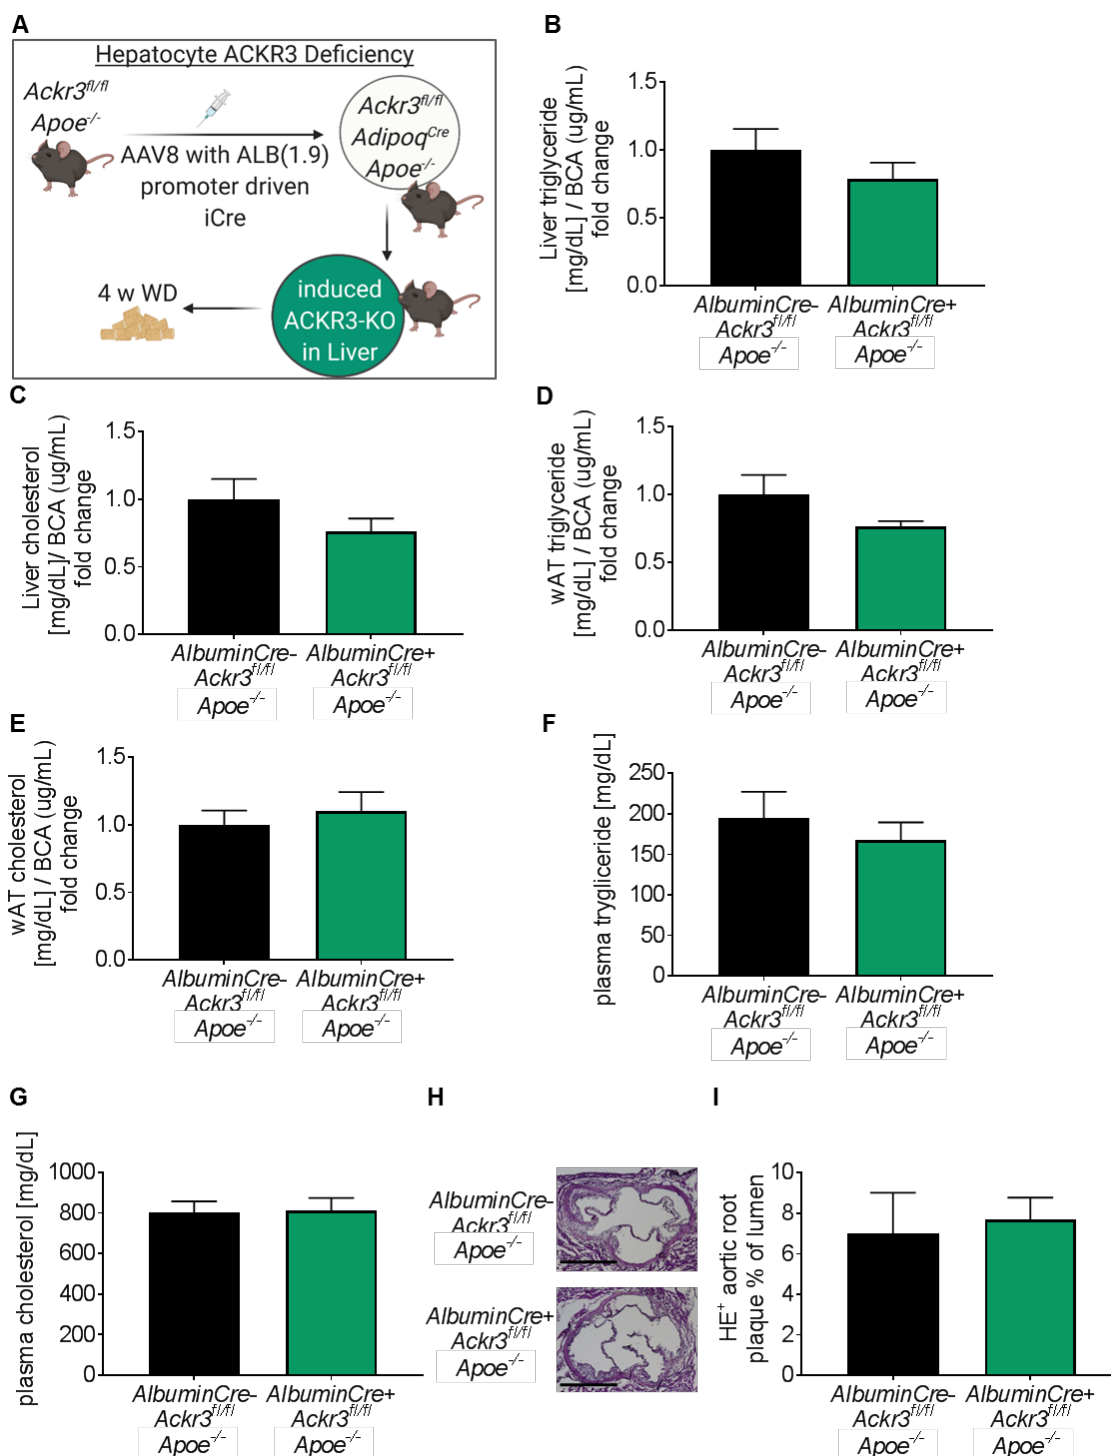 A
Hepatocyte ACKR3 Deficiency
Ackr3fl/fl
Apoe-/-
AAV8 with ALB(1.9)
promoter driven
iCre
Ackr3fl/fl
AdipoqCre
Apoe-/-
4 w WD
induced
ACKR3-KO
in Liver
B
Liver triglyceride
[mg/dL] / BCA (ug/mL)
fold change
1.5
1.0
0.5
0.0
AlbuminCre- AlbuminCre+
Ackr3fl/fl Ackr3fl/fl
Apoe-/- Apoe-/-
C
Liver cholesterol
[mg/dL]/ BCA (ug/mL)
fold change
1.5
1.0
0.5
0.0
AlbuminCre- AlbuminCre+
Ackr3fl/fl Ackr3fl/fl
Apoe-/- Apoe-/-
D
wAT triglyceride
[mg/dL] / BCA (ug/mL)
fold change
1.5
1.0
0.5
0.0
AlbuminCre- AlbuminCre+
Ackr3fl/fl Ackr3fl/fl
Apoe-/- Apoe-/-
E
wAT cholesterol
[mg/dL] / BCA (ug/mL)
fold change
1.5
1.0
0.5
0.0
AlbuminCre- AlbuminCre+
Ackr3fl/fl Ackr3fl/fl
Apoe-/- Apoe-/-
F
plasma trygliceride [mg/dL]
250
200
150
100
50
0
AlbuminCre- AlbuminCre+
Ackr3fl/fl Ackr3fl/fl
Apoe-/- Apoe-/-
G
plasma cholesterol [mg/dL]
1000
800
600
400
200
0
AlbuminCre- AlbuminCre+
Ackr3fl/fl Ackr3fl/fl
Apoe-/- Apoe-/-
H
AlbuminCre-
Ackr3fl/fl
Apoe-/-
AlbuminCre+
Ackr3fl/fl
Apoe-/-
I
HE+ aortic root
plaque % of lumen
10
8
6
4
2
0
AlbuminCre- AlbuminCre+
Ackr3fl/fl Ackr3fl/fl
Apoe-/- Apoe-/-